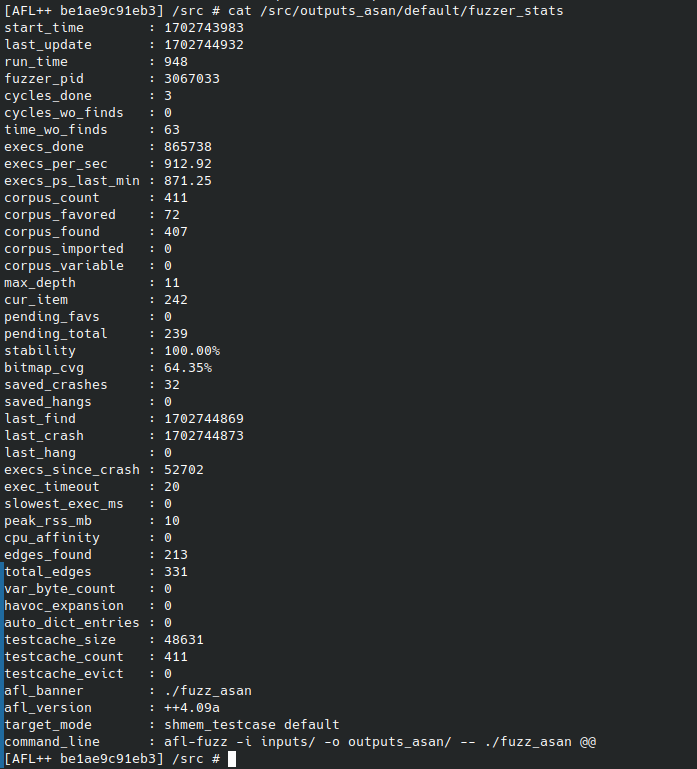 [AFL++ be1ae9c91eb3] /src # cat /src/outputs_asan/default/fuzzer_stats
start_time        : 1702743983
last_update       : 1702744932
run_time          : 948
fuzzer_pid        : 3067033
cycles_done       : 3
cycles_wo_finds   : 0
time_wo_finds     : 63
execs_done        : 865738
execs_per_sec     : 912.92
execs_ps_last_min : 871.25
corpus_count      : 411
corpus_favored    : 72
corpus_found      : 407
corpus_imported   : 0
corpus_variable   : 0
max_depth         : 11
cur_item          : 242
pending_favs      : 0
pending_total     : 239
stability         : 100.00%
bitmap_cvg        : 64.35%
saved_crashes     : 32
saved_hangs       : 0
last_find         : 1702744869
last_crash        : 1702744873
last_hang         : 0
execs_since_crash : 52702
exec_timeout      : 20
slowest_exec_ms   : 0
peak_rss_mb       : 10
cpu_affinity      : 0
edges_found       : 213
total_edges       : 331
var_byte_count    : 0
havoc_expansion   : 0
auto_dict_entries : 0
testcache_size    : 48631
testcache_count   : 411
testcache_evict   : 0
afl_banner        : ./fuzz_asan
afl_version       : ++4.09a
target_mode       : shmem_testcase default
command_line      : afl-fuzz -i inputs/ -o outputs_asan/ -- ./fuzz_asan @@
[AFL++ be1ae9c91eb3] /src #